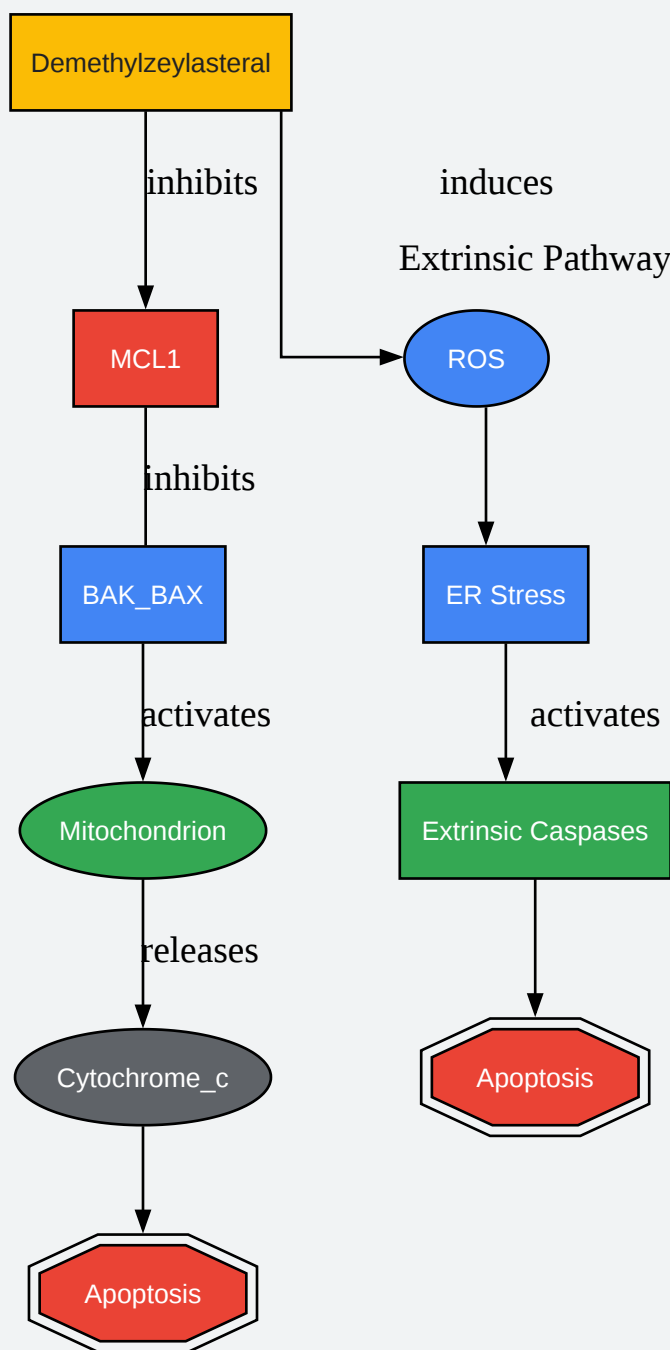 Demethylzeylasteral
inhibits
induces
Extrinsic Pathway
MCL1
ROS
inhibits
BAK_BAX
ER Stress
activates
activates
Mitochondrion
Extrinsic Caspases
releases
Cytochrome_c
Apoptosis
Apoptosis